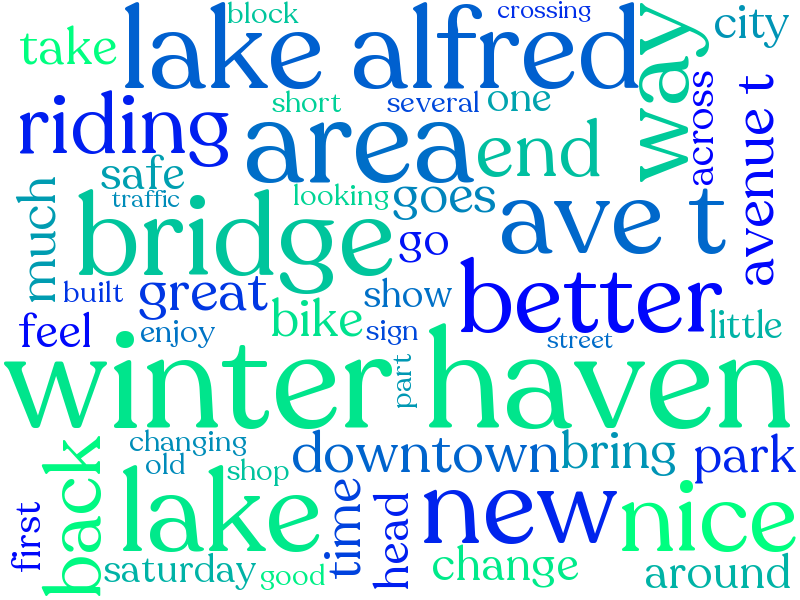 block
crossing
take
lake alfred
way
city
riding
short
several
one
across
avenue t
area
end
safe
traffic
looking
goes
much
bridge
go
ave t
built
great
show
better
feel
enjoy
bike
sign
street
little
winter haven
part
changing
old
shop
downtown
bring
park
back
lake
first
time
head
new
nice
saturday
good
change
around